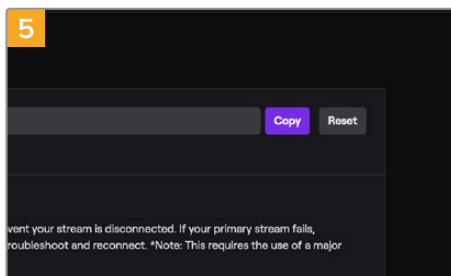 5
Copy Reset
vent your stream is disconnected. If your primary stream fails,
roubleshoot and reconnect. *Note: This requires the use of a major